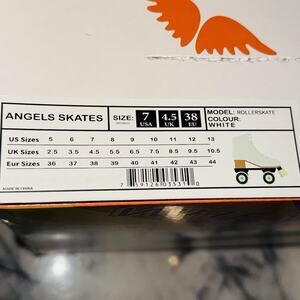 ANGELS SKATES
SIZE: 7 USA 4.5 UK 38 EU
MODEL: ROLLERSKATE
COLOUR:
WHITE
US Sizes 5 6 7 8 9 10 11 12 13
UK Sizes 2.5 3.5 4.5 5.5 6.5 7.5 8.5 9.5 10.5
Eur Sizes 36 37 38 39 40 41 42 43 44
MADE IN CHINA